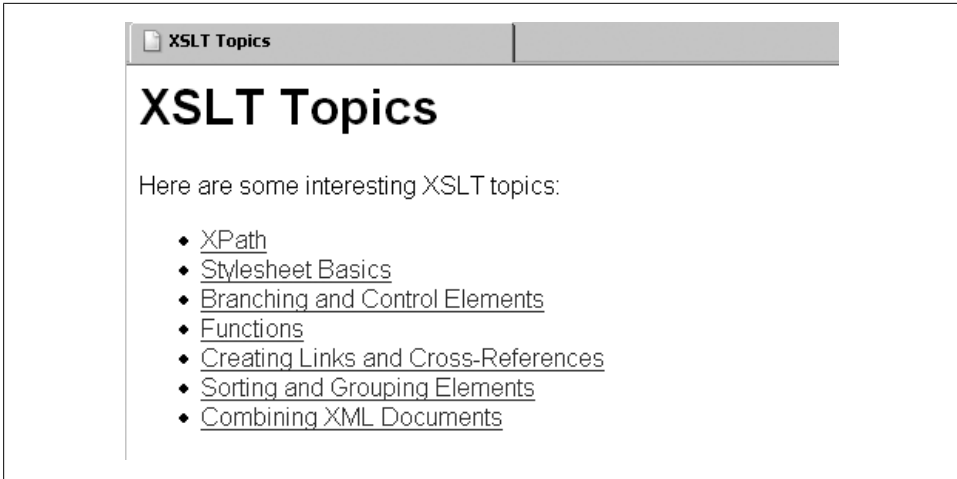 XSLT Topics
XSLT Topics
Here are some interesting XSLT topics:
• XPath
• Stylesheet Basics
• Branching and Control Elements
• Functions
• Creating Links and Cross-References
• Sorting and Grouping Elements
• Combining XML Documents